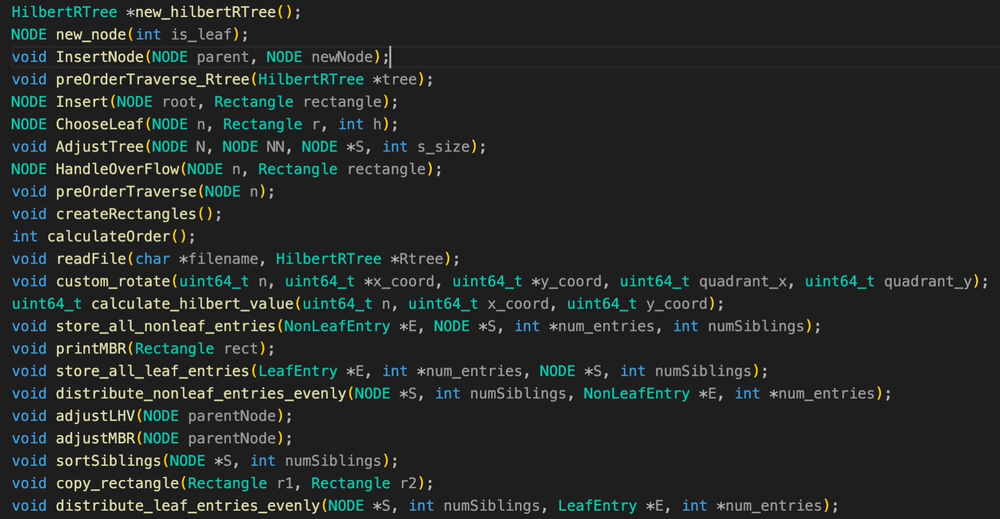 HilbertRTree *new_hilbertRTree();
NODE new_node(int is_leaf);
void InsertNode(NODE parent, NODE newNode);
void preOrderTraverse_Rtree(HilbertRTree *tree);
NODE Insert(NODE root, Rectangle rectangle);
NODE ChooseLeaf(NODE n, Rectangle r, int h);
void AdjustTree(NODE N, NODE NN, NODE *S, int s_size);
NODE HandleOverFlow(NODE n, Rectangle rectangle);
void preOrderTraverse(NODE n);
void createRectangles();
int calculateOrder();
void readFile(char *filename, HilbertRTree *Rtree);
void custom_rotate(uint64_t n, uint64_t *x_coord, uint64_t *y_coord, uint64_t quadrant_x, uint64_t quadrant_y);
uint64_t calculate_hilbert_value(uint64_t n, uint64_t x_coord, uint64_t y_coord);
void store_all_nonleaf_entries(NonLeafEntry *E, NODE *S, int *num_entries, int numSiblings);
void printMBR(Rectangle rect);
void store_all_leaf_entries(LeafEntry *E, int *num_entries, NODE *S, int numSiblings);
void distribute_nonleaf_entries_evenly(NODE *S, int numSiblings, NonLeafEntry *E, int *num_entries);
void adjustLHV(NODE parentNode);
void adjustMBR(NODE parentNode);
void sortSiblings(NODE *S, int numSiblings);
void copy_rectangle(Rectangle r1, Rectangle r2);
void distribute_leaf_entries_evenly(NODE *S, int numSiblings, LeafEntry *E, int *num_entries);